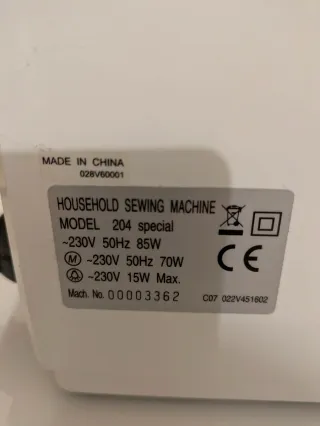 MADE IN CHINA
028V60001
HOUSEHOLD SEWING MACHINE
MODEL 204 special
~230V 50Hz 85W
M ~230V 50Hz 70W
~230V 15W Max.
Mach. No. 00003362
CE
C07 022V451602